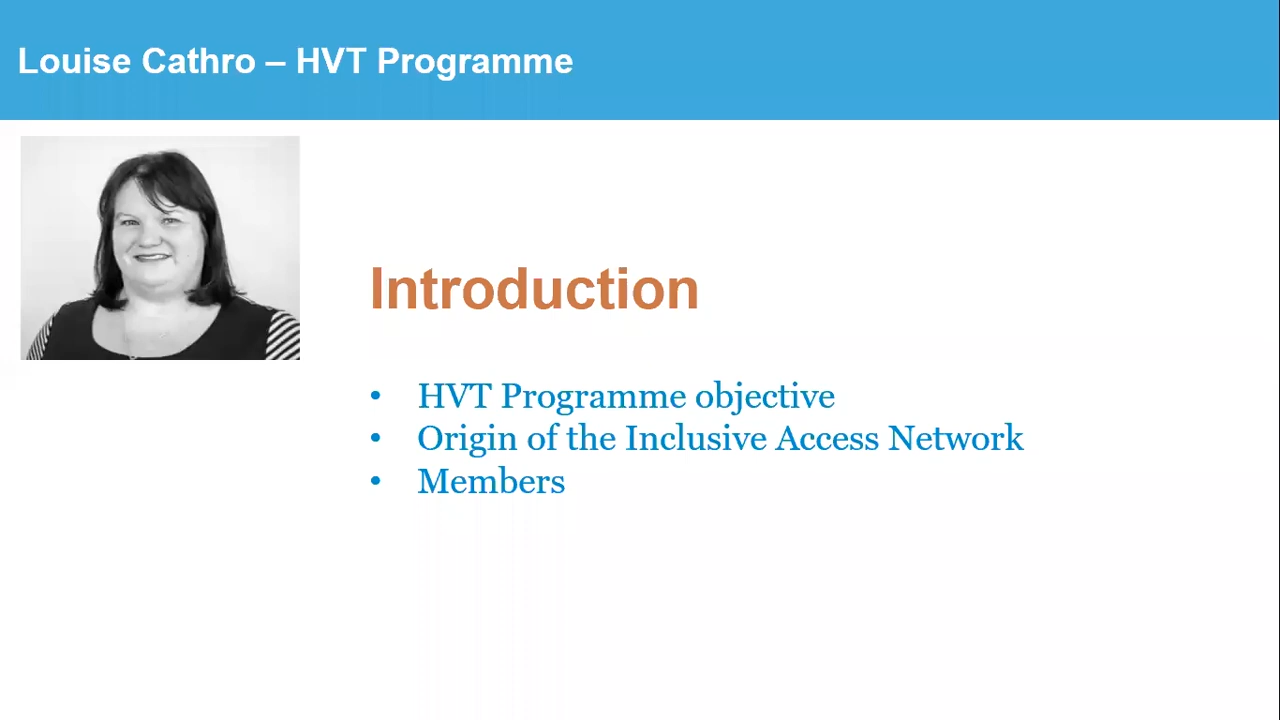 Louise Cathro – HVT Programme
Introduction
• HVT Programme objective
• Origin of the Inclusive Access Network
• Members